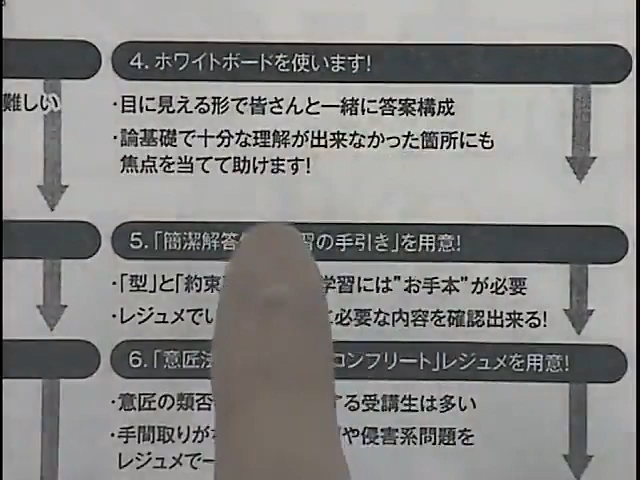 難しい
4. ホワイトボードを使います!
・目に見える形で皆さんと一緒に答案構成
・論基礎で十分な理解が出来なかった箇所にも
焦点を当てて助けます!
5.「簡潔解答 習の手引き」を用意!
・「型」と「約束 学習には"お手本"が必要
・レジュメでい に必要な内容を確認出来る!
6.「意匠 コンフリート」レジュメを用意!
・意匠の類否 する受講生は多い
・手間取りが や侵害系問題を
レジュメで一